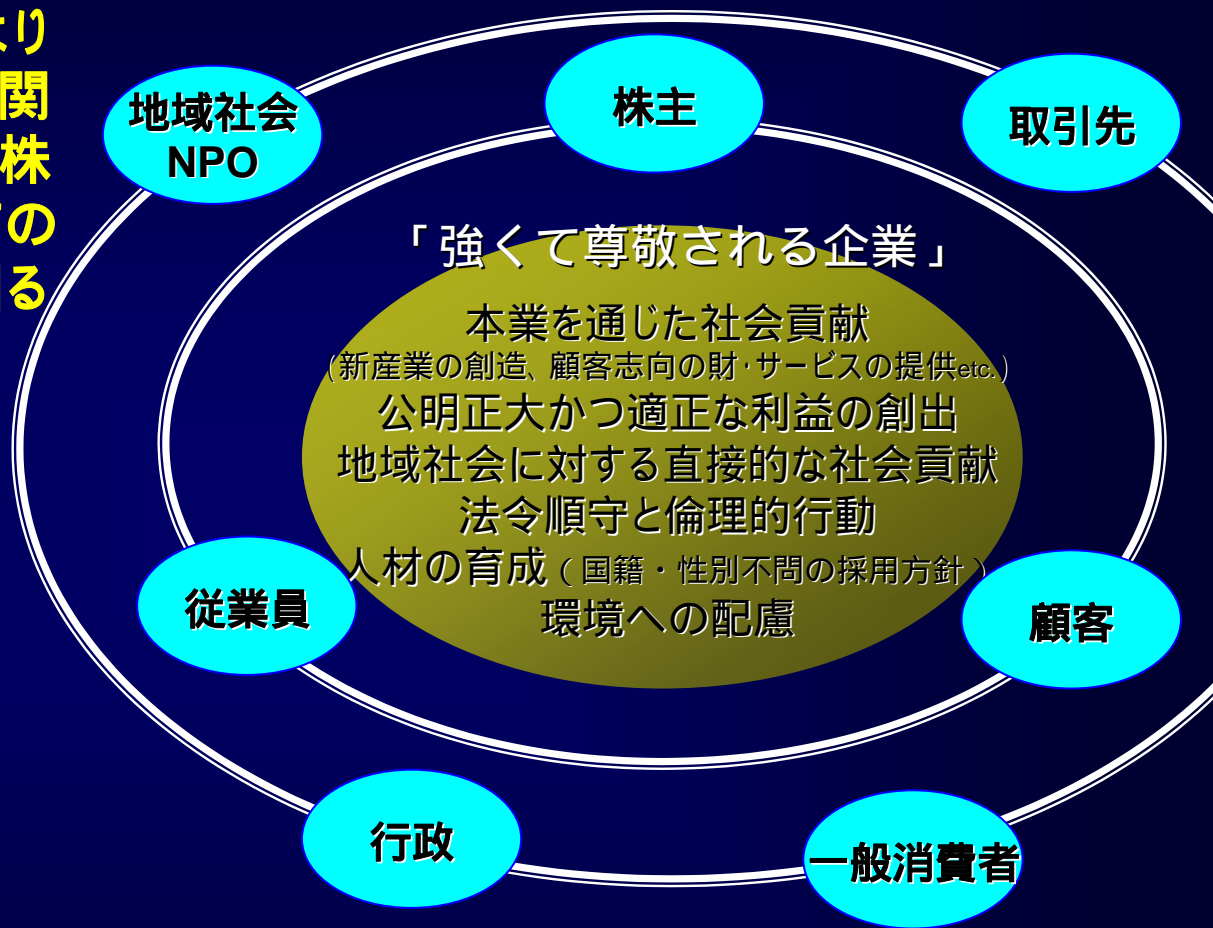 より
関
株
の
る
地域社会
NPO
株主
取引先
「強くて尊敬される企業」
本業を通じた社会貢献
(新産業の創造、顧客志向の財・サービスの提供etc.)
公明正大かつ適正な利益の創出
地域社会に対する直接的な社会貢献
法令順守と倫理的行動
人材の育成(国籍・性別不問の採用方針)
環境への配慮
従業員
顧客
行政
一般消費者